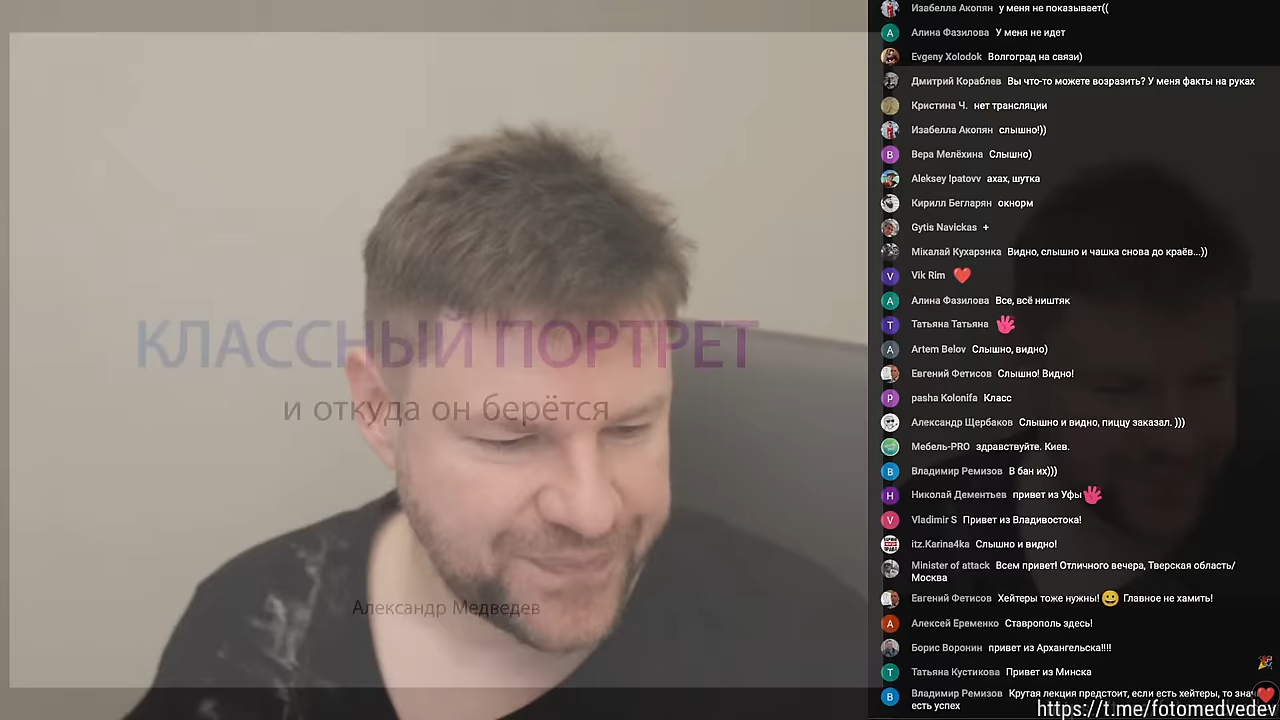 КЛАССНЫЙ ПОРТРЕТ
и откуда он берётся
Александр Медведев
Изабелла Акопян у меня не показывает((
А Алина Фазилова У меня не идет
Evgeny Xolodok Волгоград на связи)
Дмитрий Кораблев Вы что-то можете возразить? У меня факты на руках
Кристина Ч. нет трансляции
Изабелла Акопян слышно!))
В Вера Мелёхина Слышно)
Aleksey Ipatovv ахах, шутка
Кирилл Бегларян окнорм
Gytis Navickas +
Мікалай Кухарэнка Видно, слышно и чашка снова до краёв...))
V Vik Rim ❤️
А Алина Фазилова Все, всё ништяк
Т Татьяна Татьяна
A Artem Belov Слышно, видно)
Евгений Фетисов Слышно! Видно!
P pasha Kolonifa Класс
Александр Щербаков Слышно и видно, пиццу заказал. )))
Мебель-PRO здравствуйте. Киев.
В Владимир Ремизов В бан их)))
Н Николай Дементьев привет из Уфы
V Vladimir S Привет из Владивостока!
itz.Karina4ka Слышно и видно!
Minister of attack Всем привет! Отличного вечера, Тверская область/
Москва
Евгений Фетисов Хейтеры тоже нужны! 😀 Главное не хамить!
А Алексей Еременко Ставрополь здесь!
Борис Воронин привет из Архангельска!!!!
Т Татьяна Кустикова Привет из Минска
В Владимир Ремизов Крутая лекция предстоит, если есть хейтеры, то
есть успех
https://t.me/fotomedvedev